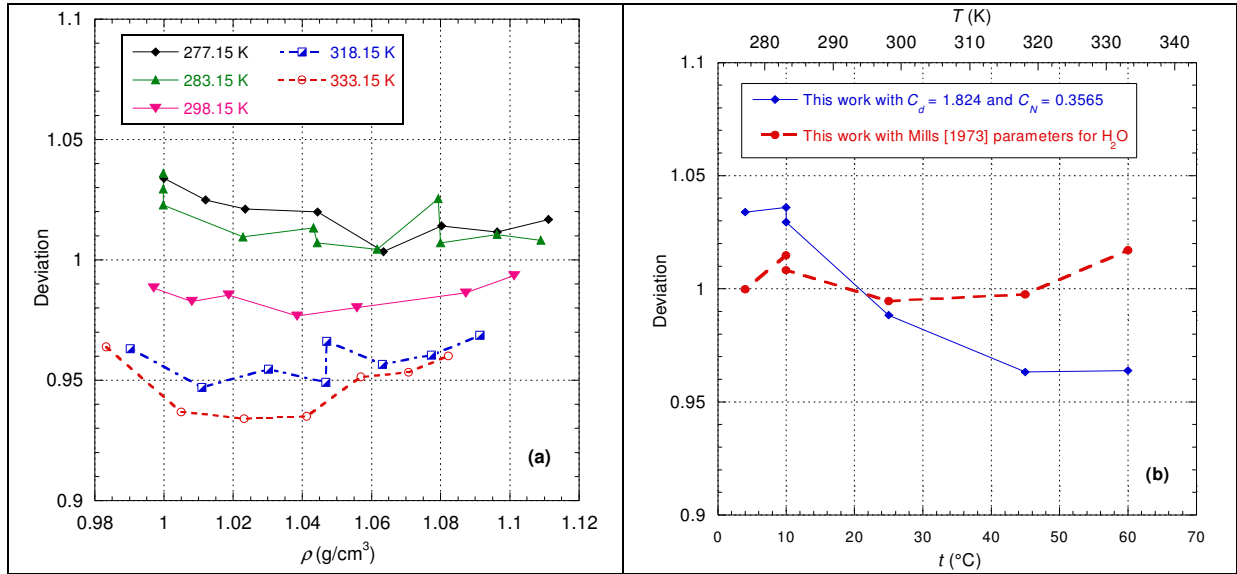 1.1
1.05
1
0.95
0.9
Deviation
277.15 K
318.15 K
283.15 K
333.15 K
298.15 K
(a)
0.98 1 1.02 1.04 1.06 1.08 1.1 1.12
ρ (g/cm³)
T (K)
280 290 300 310 320 330 340
1.1
1.05
1
0.95
0.9
Deviation
This work with C_d = 1.824 and C_N = 0.3565
This work with Mills [1973] parameters for H₂O
(b)
0 10 20 30 40 50 60 70
t (°C)